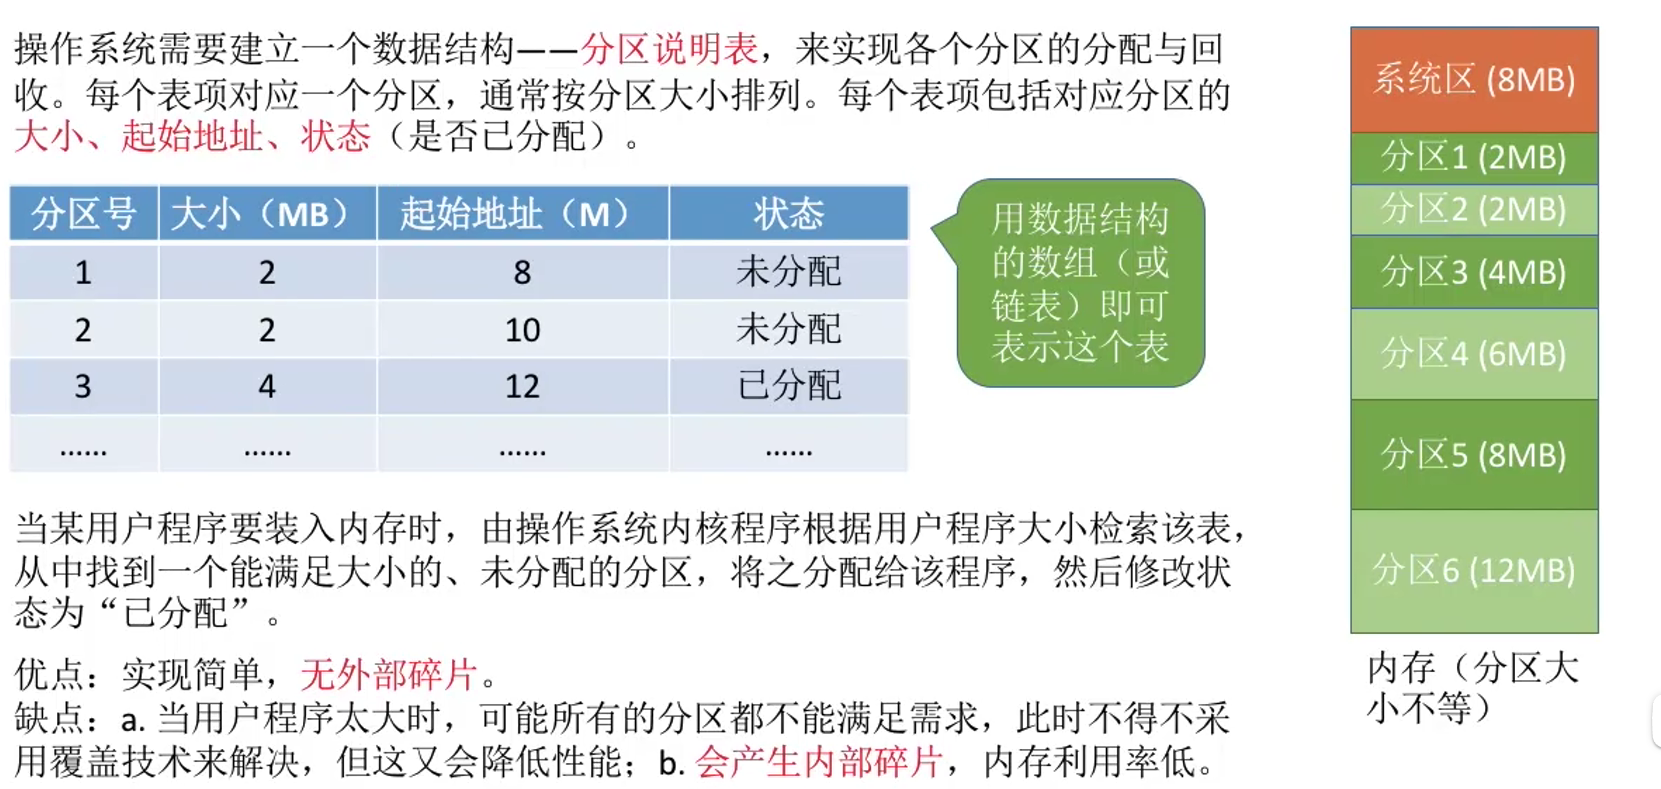 操作系统需要建立一个数据结构——分区说明表，来实现各个分区的分配与回
收。每个表项对应一个分区，通常按分区大小排列。每个表项包括对应分区的
大小、起始地址、状态（是否已分配）。
分区号 大小（MB） 起始地址（M） 状态
1 2 8 未分配
2 2 10 未分配
3 4 12 已分配
...... ...... ...... ......
用数据结构
的数组（或
链表）即可
表示这个表
当某用户程序要装入内存时，由操作系统内核程序根据用户程序大小检索该表，
从中找到一个能满足大小的、未分配的分区，将之分配给该程序，然后修改状
态为“已分配”。
优点：实现简单，无外部碎片。
缺点：a. 当用户程序太大时，可能所有的分区都不能满足需求，此时不得不采
用覆盖技术来解决，但这又会降低性能；b. 会产生内部碎片，内存利用率低。
系统区 (8MB)
分区1 (2MB)
分区2 (2MB)
分区3 (4MB)
分区4 (6MB)
分区5 (8MB)
分区6 (12MB)
内存（分区大
小不等）